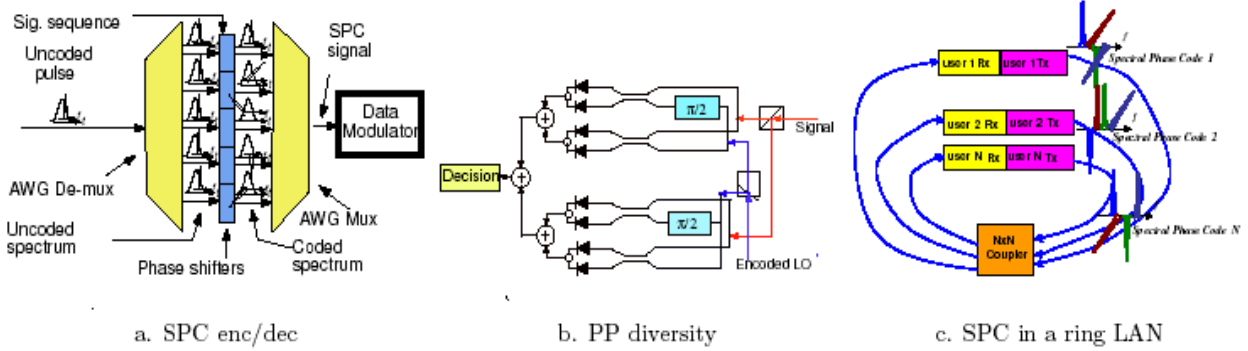 Sig. sequence
Uncoded
pulse
SPC
signal
Data
Modulator
AWG De-mux
AWG Mux
Uncoded
spectrum
Coded
spectrum
Phase shifters
a. SPC enc/dec
π/2
Signal
Decision
π/2
Encoded LO
b. PP diversity
user 1 Rx
user 1Tx
Spectral Phase Code 1
user 2 Rx
user 2 Tx
Spectral Phase Code 2
user N Rx
user N Tx
Spectral Phase Code N
NxN
Coupler
c. SPC in a ring LAN